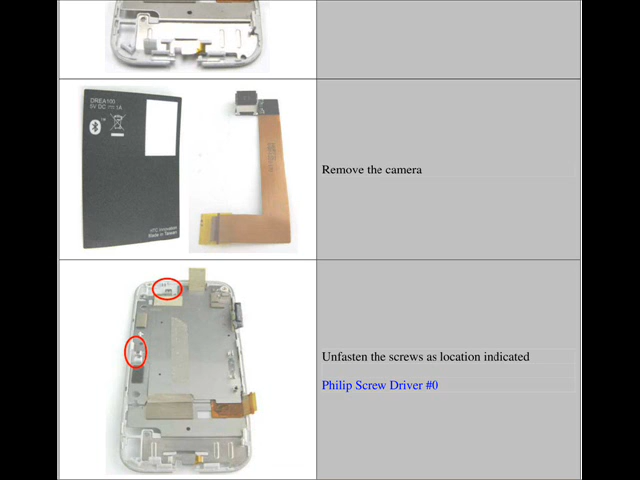 DREA100
5V DC ⎓ 1A
HTC Innovation
Made in Taiwan
Remove the camera
Unfasten the screws as location indicated
Philip Screw Driver #0